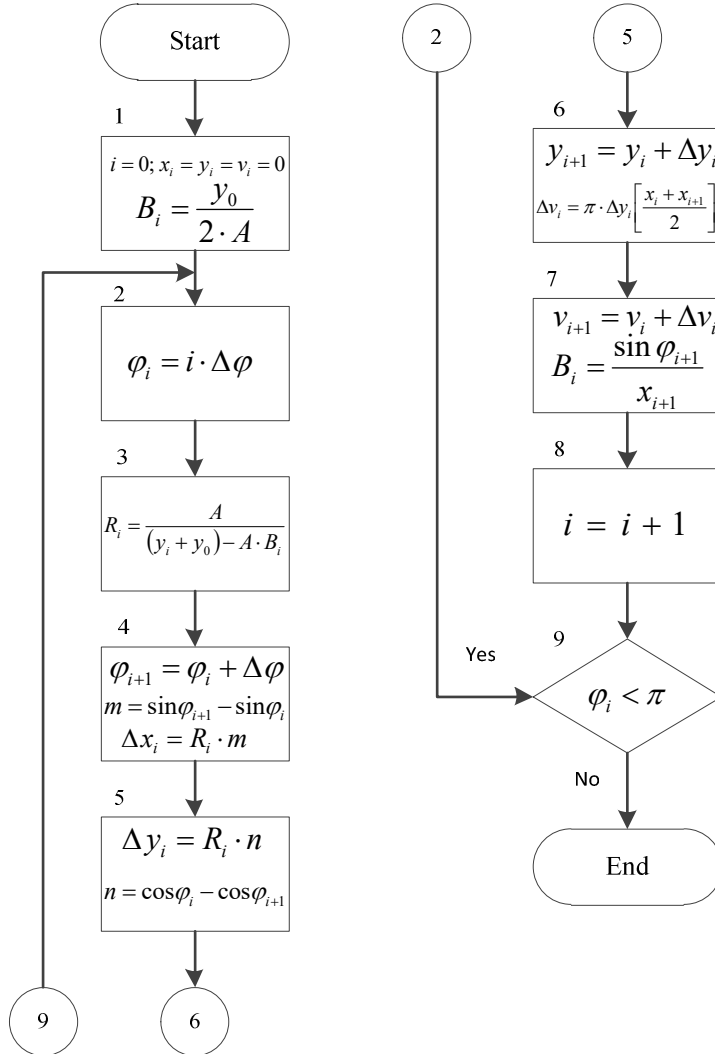 Start
1
i = 0; x_i = y_i = v_i = 0
B_i = y_0 / (2 · A)
2
φ_i = i · Δφ
3
R_i = A / ((y_i + y_0) − A · B_i)
4
φ_{i+1} = φ_i + Δφ
m = sinφ_{i+1} − sinφ_i
Δx_i = R_i · m
5
Δy_i = R_i · n
n = cosφ_i − cosφ_{i+1}
9
6
2
5
6
y_{i+1} = y_i + Δy_i
Δv_i = π · Δy_i [(x_i + x_{i+1}) / 2]
7
v_{i+1} = v_i + Δv_i
B_i = sin φ_{i+1} / x_{i+1}
8
i = i + 1
9
Yes
φ_i < π
No
End